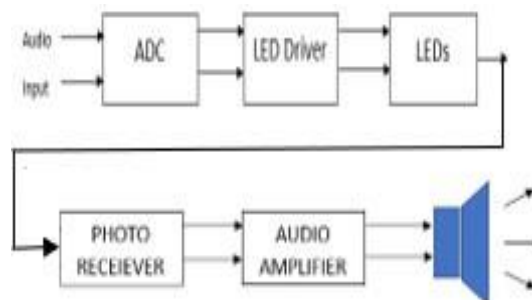 Audio
Input
ADC
LED Driver
LEDs
PHOTO
RECEIEVER
AUDIO
AMPLIFIER